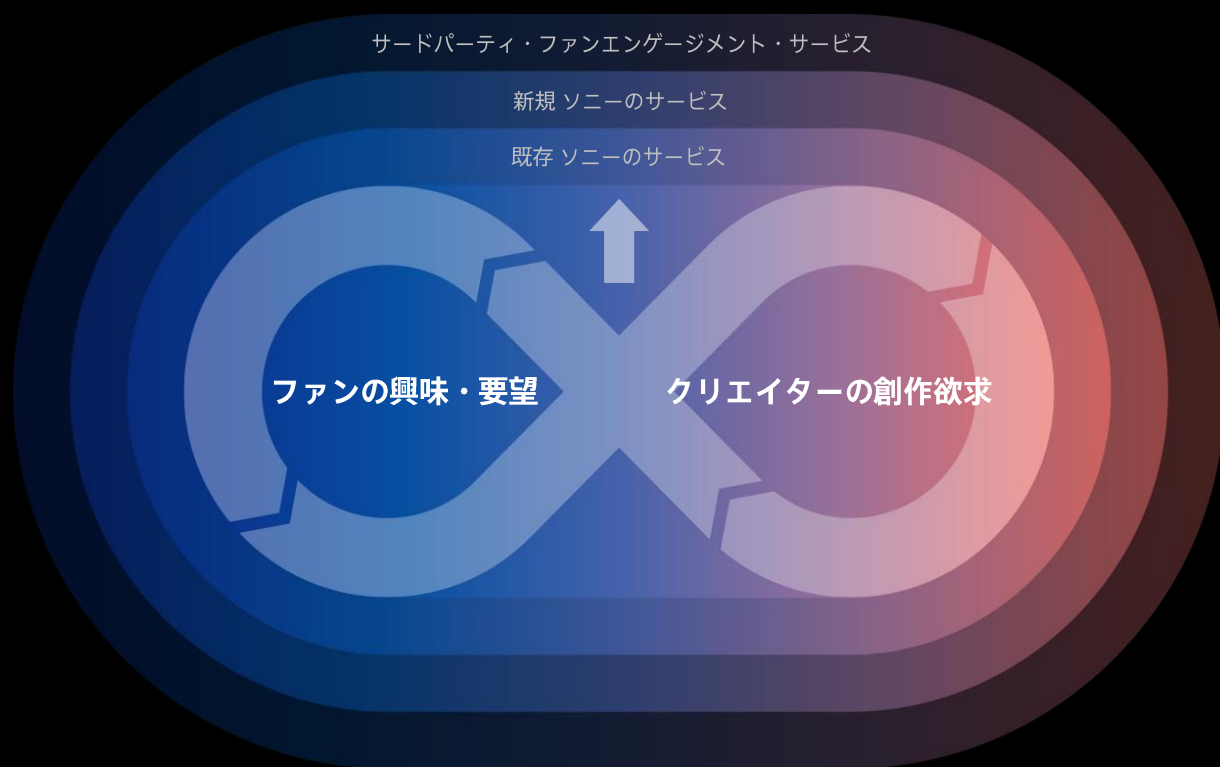 サードパーティ・ファンエンゲージメント・サービス
新規 ソニーのサービス
既存 ソニーのサービス
ファンの興味・要望
クリエイターの創作欲求